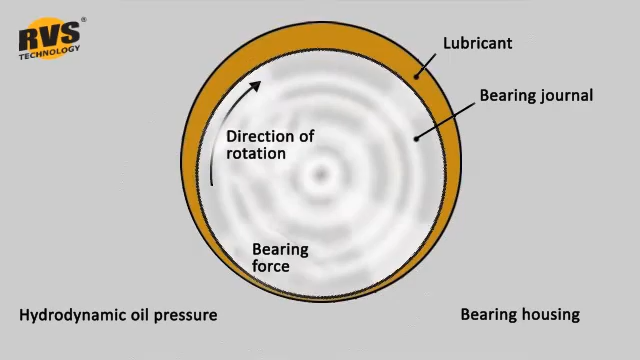 RVS®
TECHNOLOGY
Lubricant
Bearing journal
Direction of
rotation
Bearing
force
Hydrodynamic oil pressure
Bearing housing